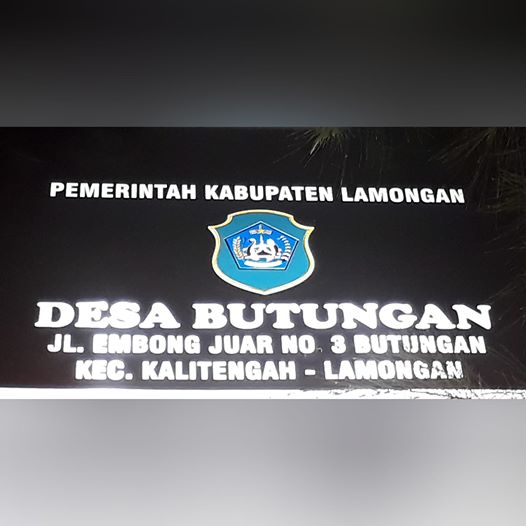 PEMERINTAH KABUPATEN LAMONGAN
DESA BUTUNGAN
JL. EMBONG JUAR NO. 3 BUTUNGAN
KEC. KALITENGAH - LAMONGAN